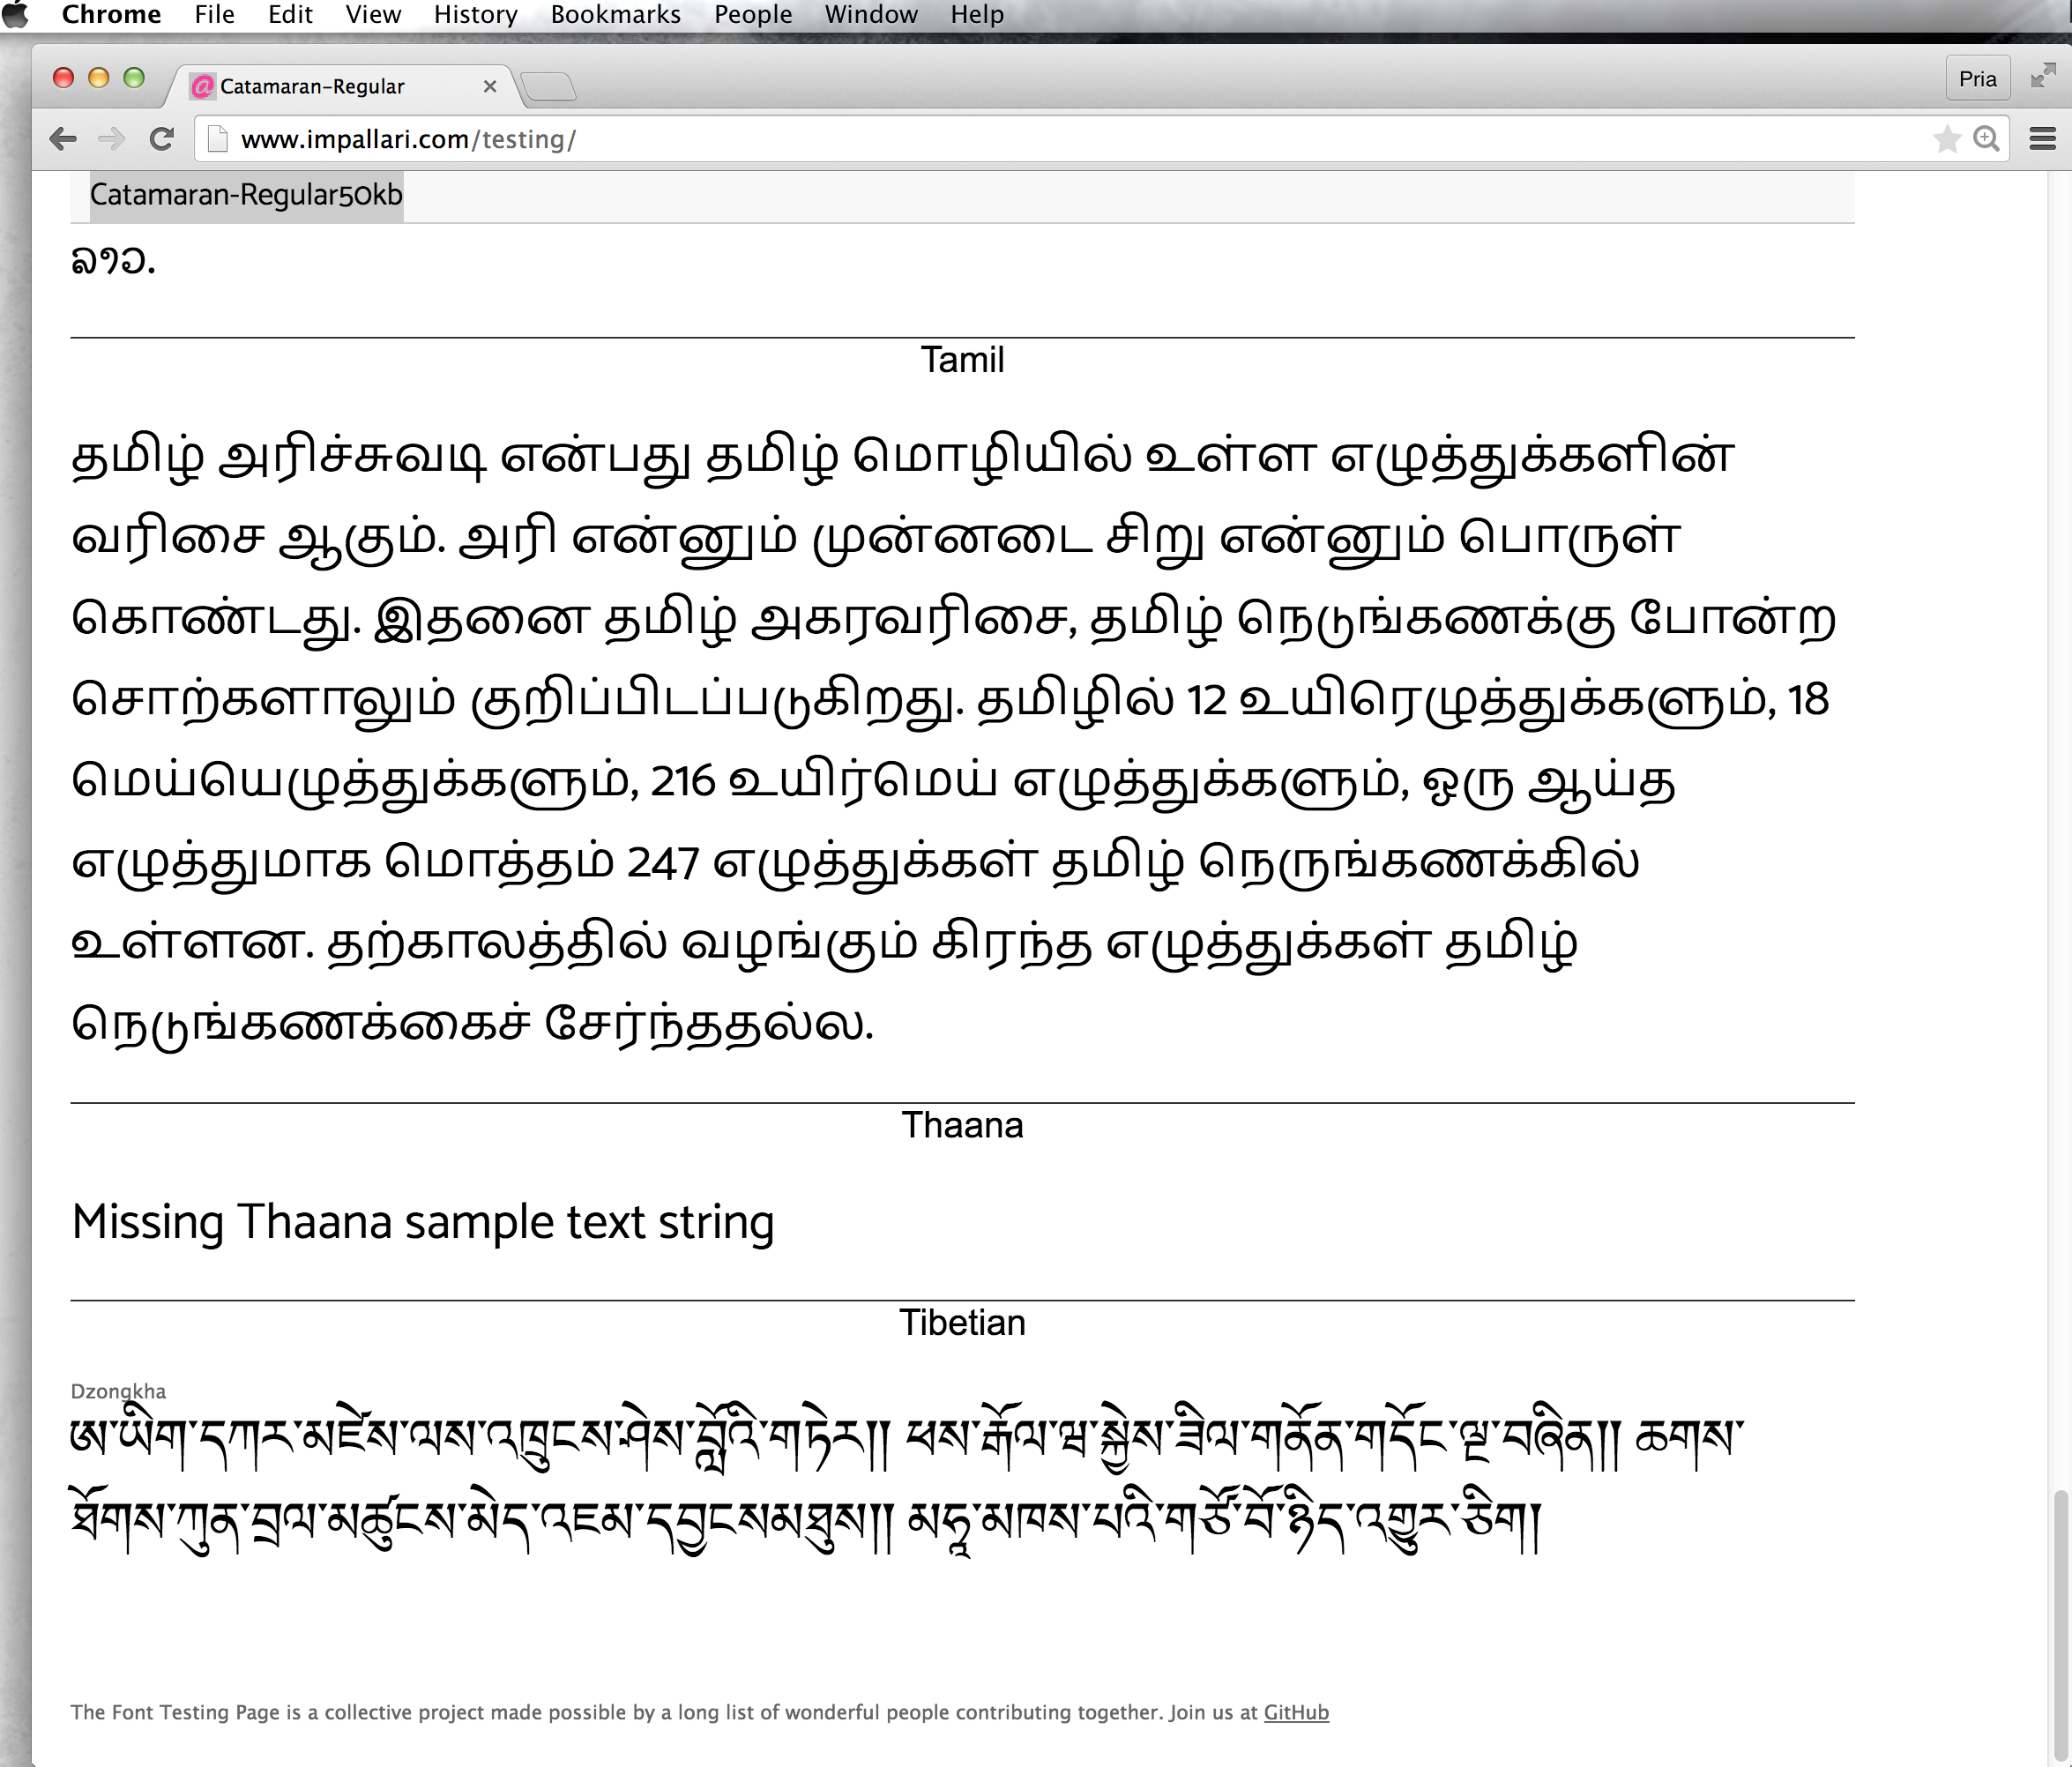 Chrome File Edit View History Bookmarks People Window Help
Catamaran-Regular Pria
www.impallari.com/testing/
Catamaran-Regular50kb
ລາວ.
Tamil
தமிழ் அரிச்சுவடி என்பது தமிழ் மொழியில் உள்ள எழுத்துக்களின்
வரிசை ஆகும். அரி என்னும் முன்னடை சிறு என்னும் பொருள்
கொண்டது. இதனை தமிழ் அகரவரிசை, தமிழ் நெடுங்கணக்கு போன்ற
சொற்களாலும் குறிப்பிடப்படுகிறது. தமிழில் 12 உயிரெழுத்துக்களும், 18
மெய்யெழுத்துக்களும், 216 உயிர்மெய் எழுத்துக்களும், ஒரு ஆய்த
எழுத்துமாக மொத்தம் 247 எழுத்துக்கள் தமிழ் நெருங்கணக்கில்
உள்ளன. தற்காலத்தில் வழங்கும் கிரந்த எழுத்துக்கள் தமிழ்
நெடுங்கணக்கைச் சேர்ந்ததல்ல.
Thaana
Missing Thaana sample text string
Tibetian
Dzongkha
ཨ་ཡིག་དཀར་མཛེས་ལས་འཁྲུངས་ཤེས་བློའི་གཏེར།། ཕས་རྒོལ་ཝ་སྐྱེས་ཟིལ་གནོན་གདོང་ལྔ་བཞིན།། ཆགས་
ཐོགས་ཀུན་བྲལ་མཚུངས་མེད་འཇམ་དབྱངསམཐུས།། མཧཱ་མཁས་པའི་གཙོ་བོ་ཉིད་འགྱུར་ཅིག།
The Font Testing Page is a collective project made possible by a long list of wonderful people contributing together. Join us at GitHub